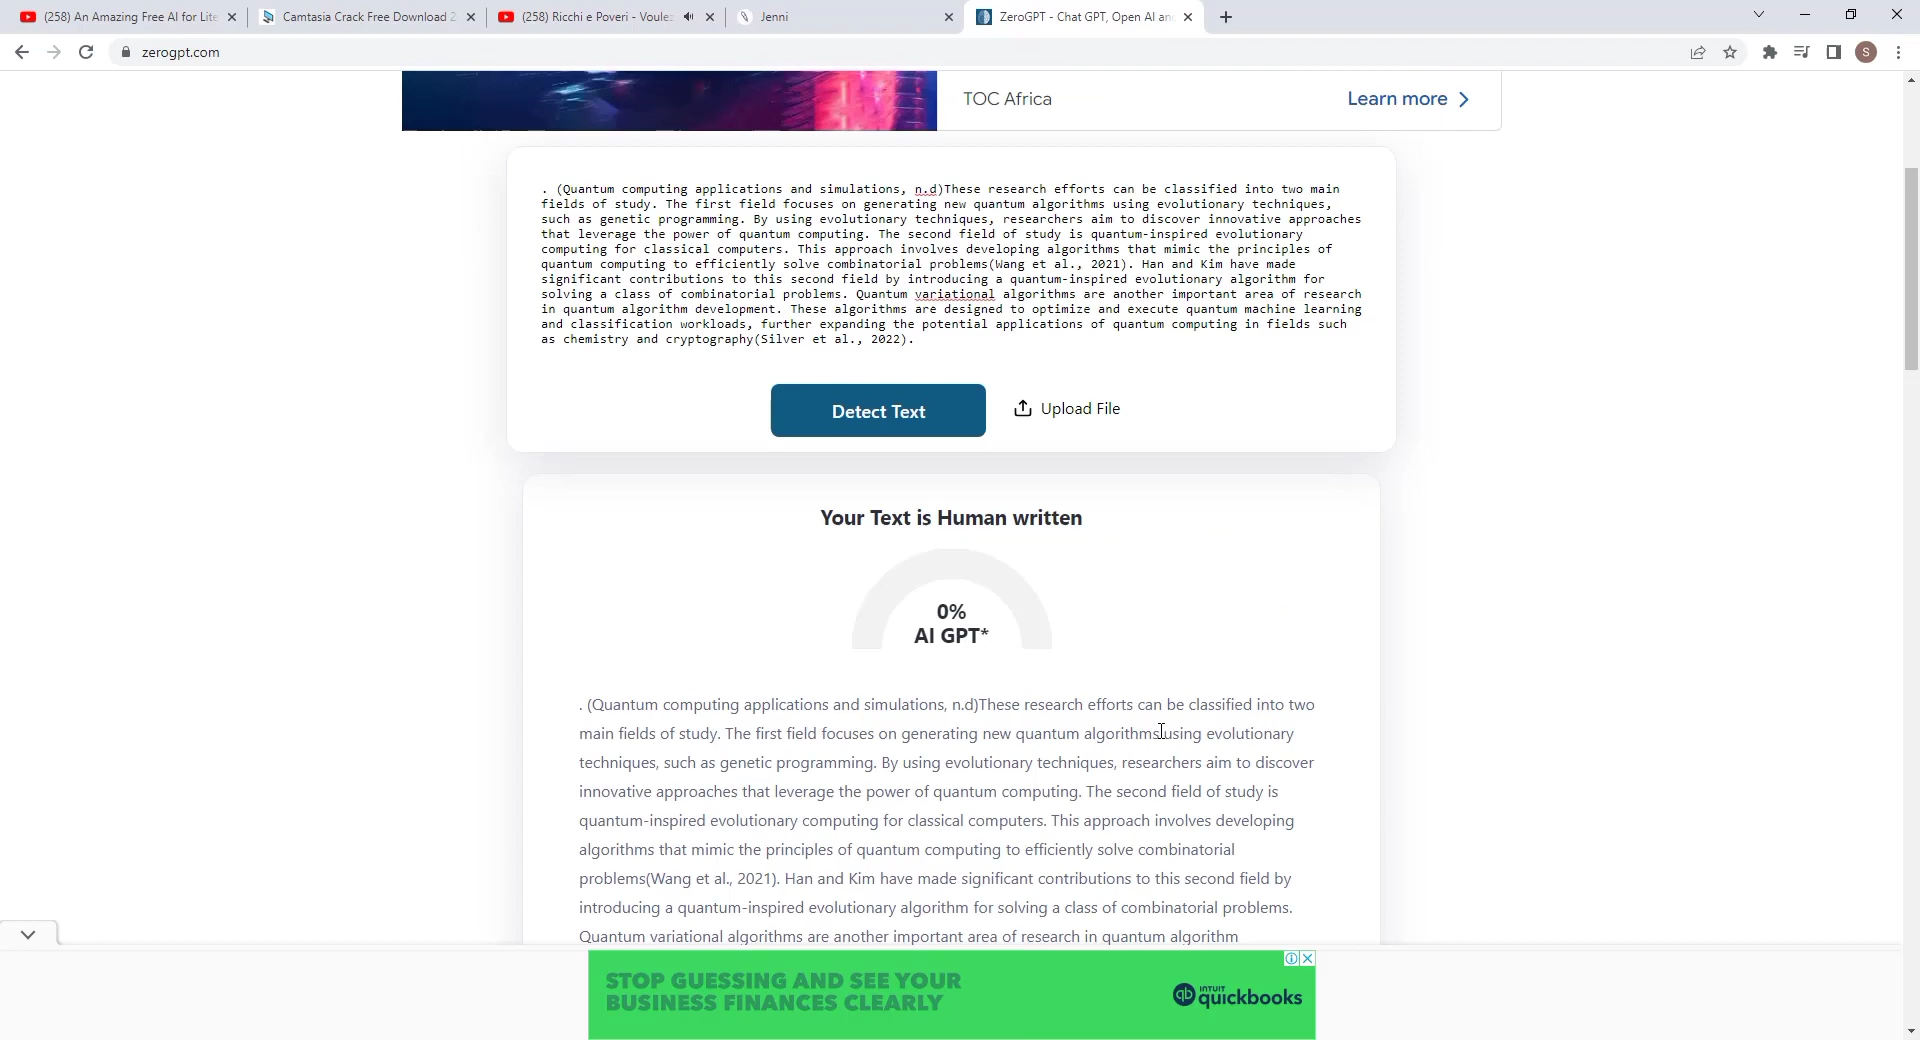 (258) An Amazing Free AI for Lite
Camtasia Crack Free Download 2
(258) Ricchi e Poveri - Voulez
Jenni
ZeroGPT - Chat GPT, Open AI an
zerogpt.com
S
TOC Africa
Learn more
. (Quantum computing applications and simulations, n.d)These research efforts can be classified into two main
fields of study. The first field focuses on generating new quantum algorithms using evolutionary techniques,
such as genetic programming. By using evolutionary techniques, researchers aim to discover innovative approaches
that leverage the power of quantum computing. The second field of study is quantum-inspired evolutionary
computing for classical computers. This approach involves developing algorithms that mimic the principles of
quantum computing to efficiently solve combinatorial problems(Wang et al., 2021). Han and Kim have made
significant contributions to this second field by introducing a quantum-inspired evolutionary algorithm for
solving a class of combinatorial problems. Quantum variational algorithms are another important area of research
in quantum algorithm development. These algorithms are designed to optimize and execute quantum machine learning
and classification workloads, further expanding the potential applications of quantum computing in fields such
as chemistry and cryptography(Silver et al., 2022).
Detect Text
Upload File
Your Text is Human written
0%
AI GPT*
. (Quantum computing applications and simulations, n.d)These research efforts can be classified into two
main fields of study. The first field focuses on generating new quantum algorithms using evolutionary
techniques, such as genetic programming. By using evolutionary techniques, researchers aim to discover
innovative approaches that leverage the power of quantum computing. The second field of study is
quantum-inspired evolutionary computing for classical computers. This approach involves developing
algorithms that mimic the principles of quantum computing to efficiently solve combinatorial
problems(Wang et al., 2021). Han and Kim have made significant contributions to this second field by
introducing a quantum-inspired evolutionary algorithm for solving a class of combinatorial problems.
Quantum variational algorithms are another important area of research in quantum algorithm
STOP GUESSING AND SEE YOUR
BUSINESS FINANCES CLEARLY
INTUIT
quickbooks